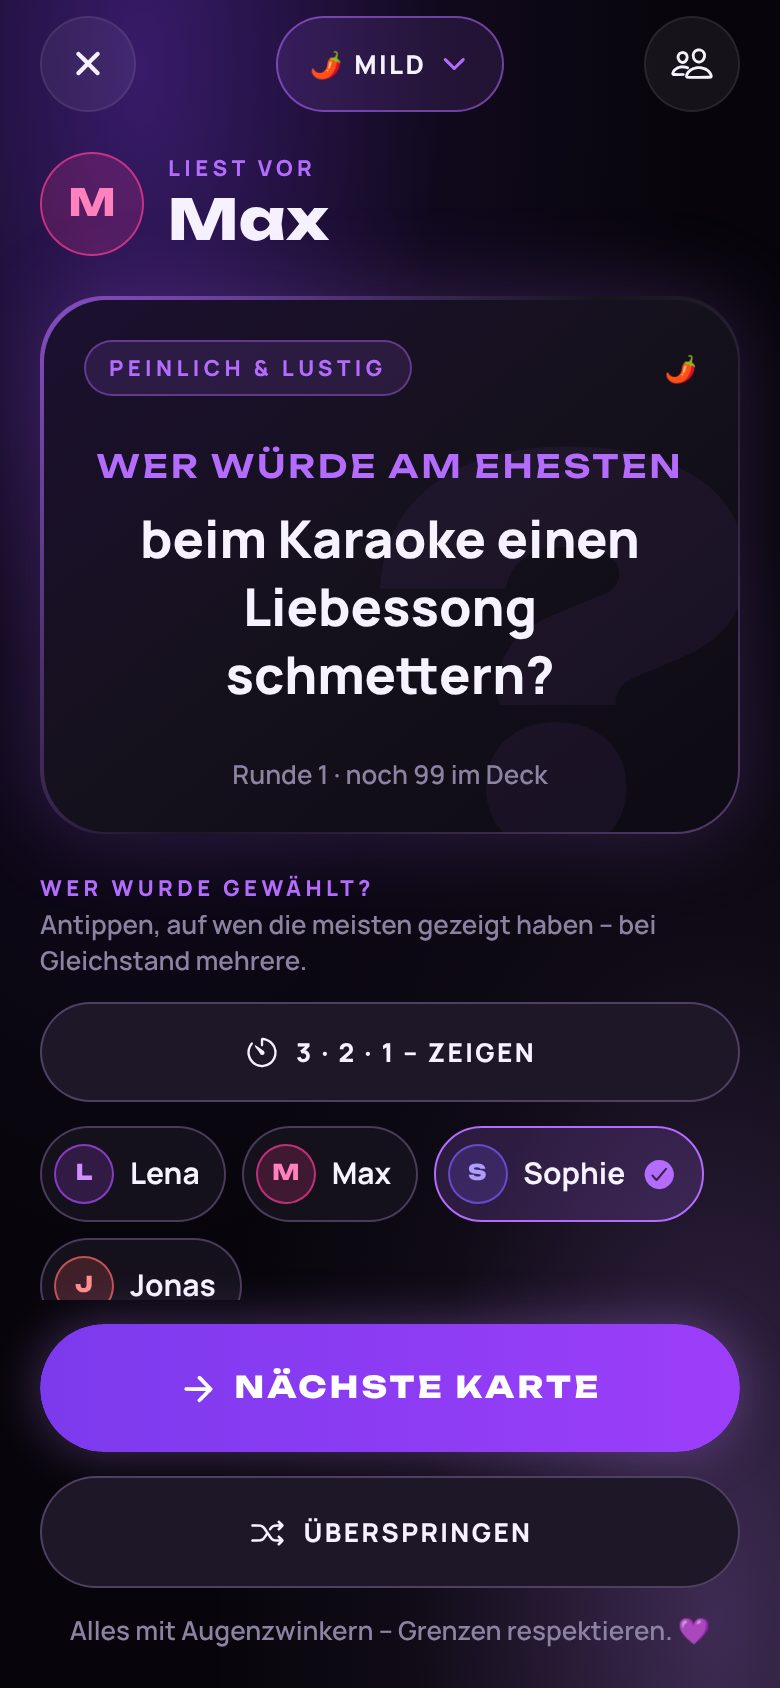 🌶️ MILD
M
LIEST VOR
Max
PEINLICH & LUSTIG
🌶️
WER WÜRDE AM EHESTEN
beim Karaoke einen
Liebessong
schmettern?
Runde 1 · noch 99 im Deck
WER WURDE GEWÄHLT?
Antippen, auf wen die meisten gezeigt haben – bei
Gleichstand mehrere.
3 · 2 · 1 – ZEIGEN
L Lena M Max S Sophie
J Jonas
→ NÄCHSTE KARTE
ÜBERSPRINGEN
Alles mit Augenzwinkern – Grenzen respektieren. 💜